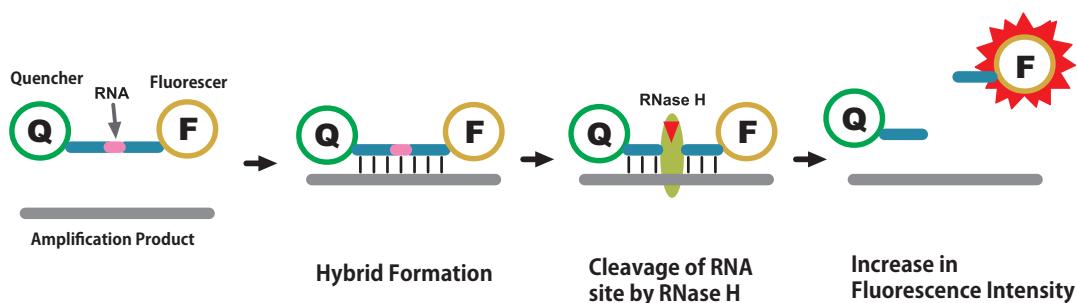 Quencher
RNA
Fluorescer
Q
F
Amplification Product
Q
F
Hybrid Formation
RNase H
Q
F
Cleavage of RNA
site by RNase H
F
Q
Increase in
Fluorescence Intensity